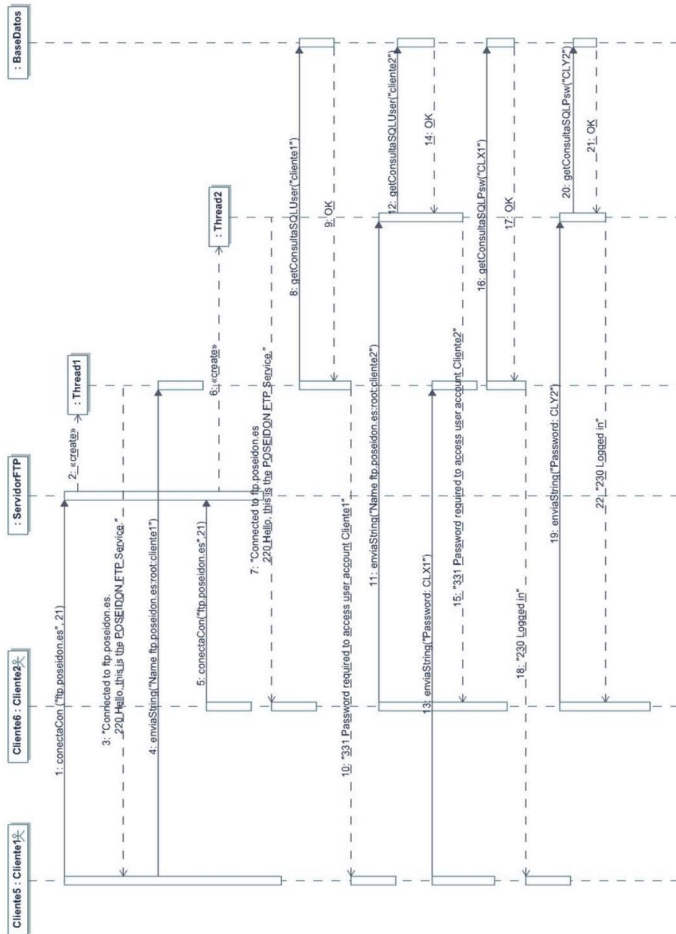 Cliente5 : Cliente1
Cliente6 : Cliente2
: ServidorFTP
: BaseDatos
1: conectaCon ("ftp.poseidon.es", 21)
2: «create»
: Thread1
3: "Connected to ftp.poseidon.es.
220 Hello, this is the POSEIDON FTP Service."
4: enviaString("Name ftp.poseidon.es:root:cliente1")
5: conectaCon("ftp.poseidon.es",21)
6: «create»
: Thread2
7: "Connected to ftp.poseidon.es
220 Hello, this is the POSEIDON FTP Service."
8: getConsultaSQLUser("cliente1")
9: OK
10: "331 Password required to access user account Cliente1"
11: enviaString("Name ftp.poseidon.es:root:cliente2")
12: getConsultaSQLUser("cliente2")
13: enviaString("Password: CLX1")
14: OK
15: "331 Password required to access user account Cliente2"
16: getConsultaSQLPsw("CLX1")
17: OK
18: "230 Logged in"
19: enviaString("Password: CLY2")
20: getConsultaSQLPsw("CLY2")
21: OK
22: "230 Logged in"